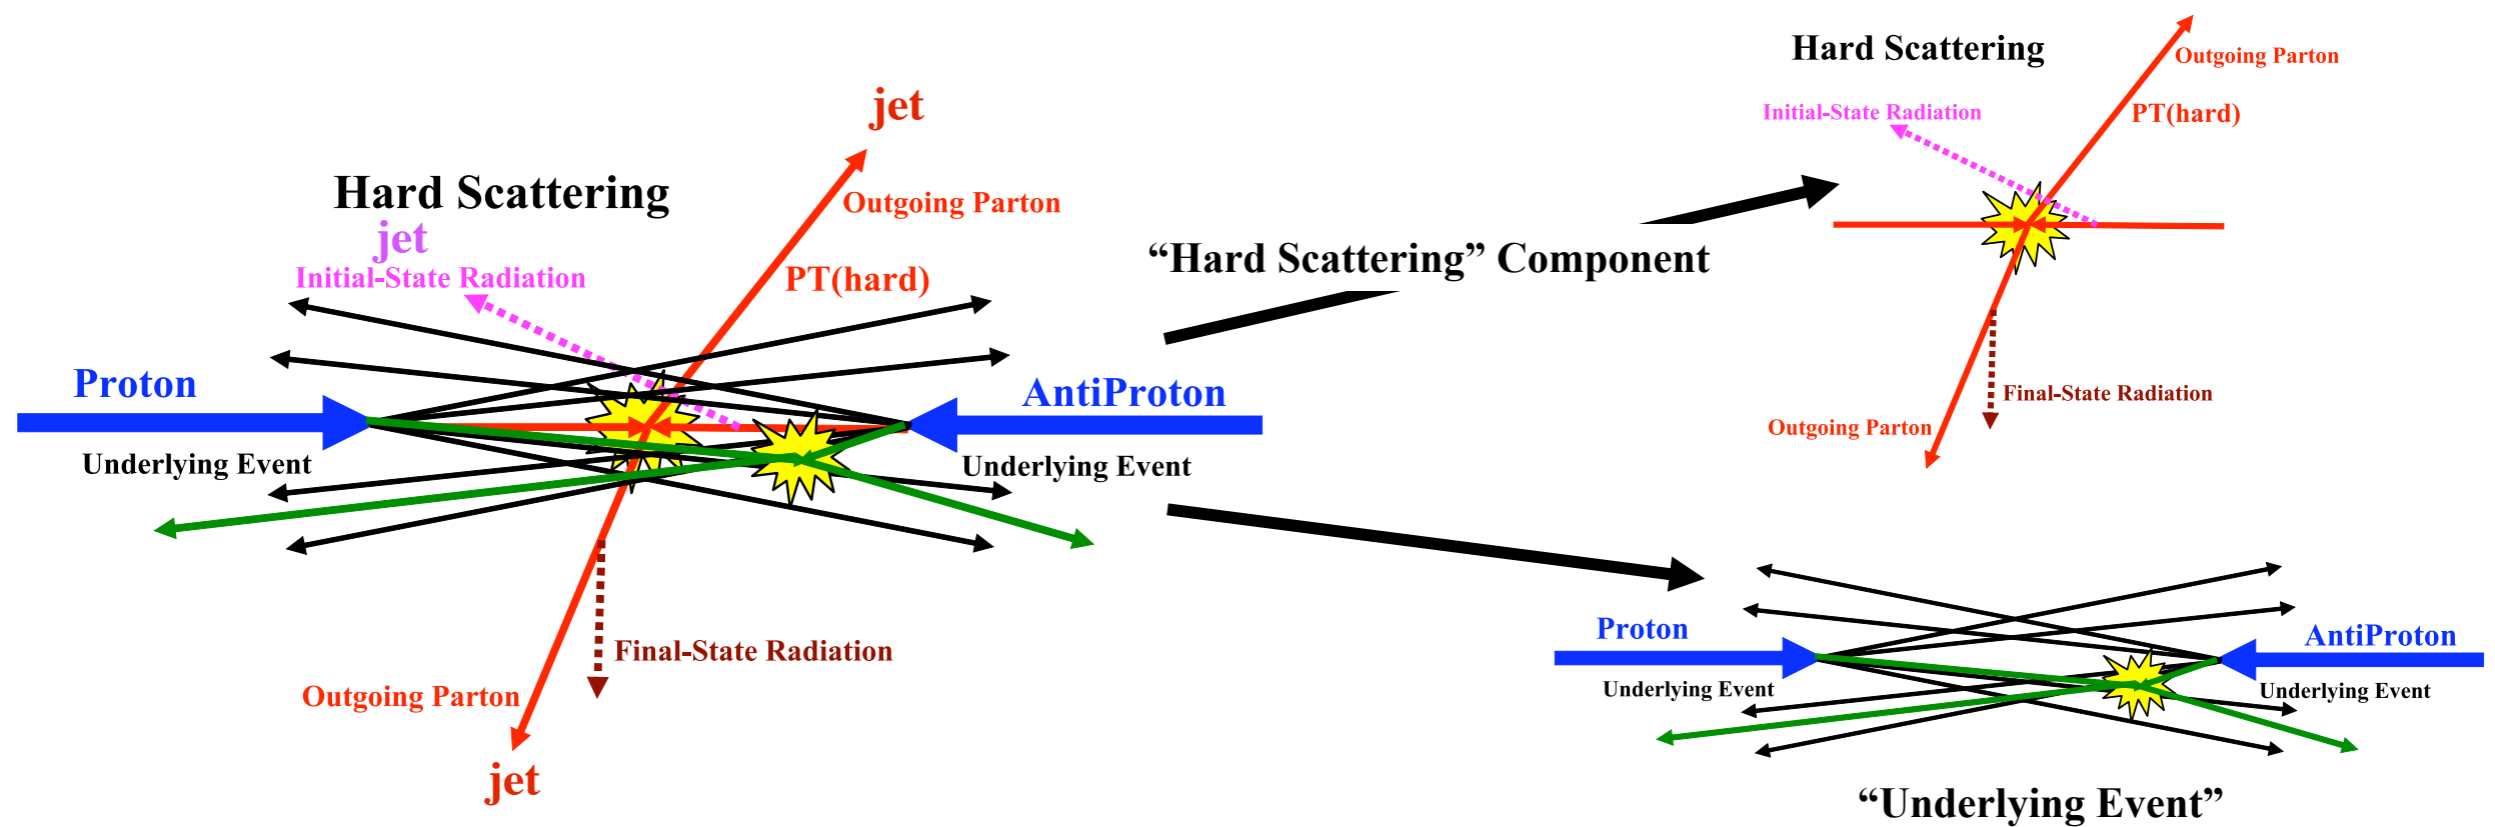 jet
Hard Scattering
jet
Outgoing Parton
Initial-State Radiation
PT(hard)
Proton
AntiProton
Underlying Event
Underlying Event
Final-State Radiation
Outgoing Parton
jet
“Hard Scattering” Component
Hard Scattering
Outgoing Parton
Initial-State Radiation
PT(hard)
Final-State Radiation
Outgoing Parton
Proton
AntiProton
Underlying Event
Underlying Event
“Underlying Event”